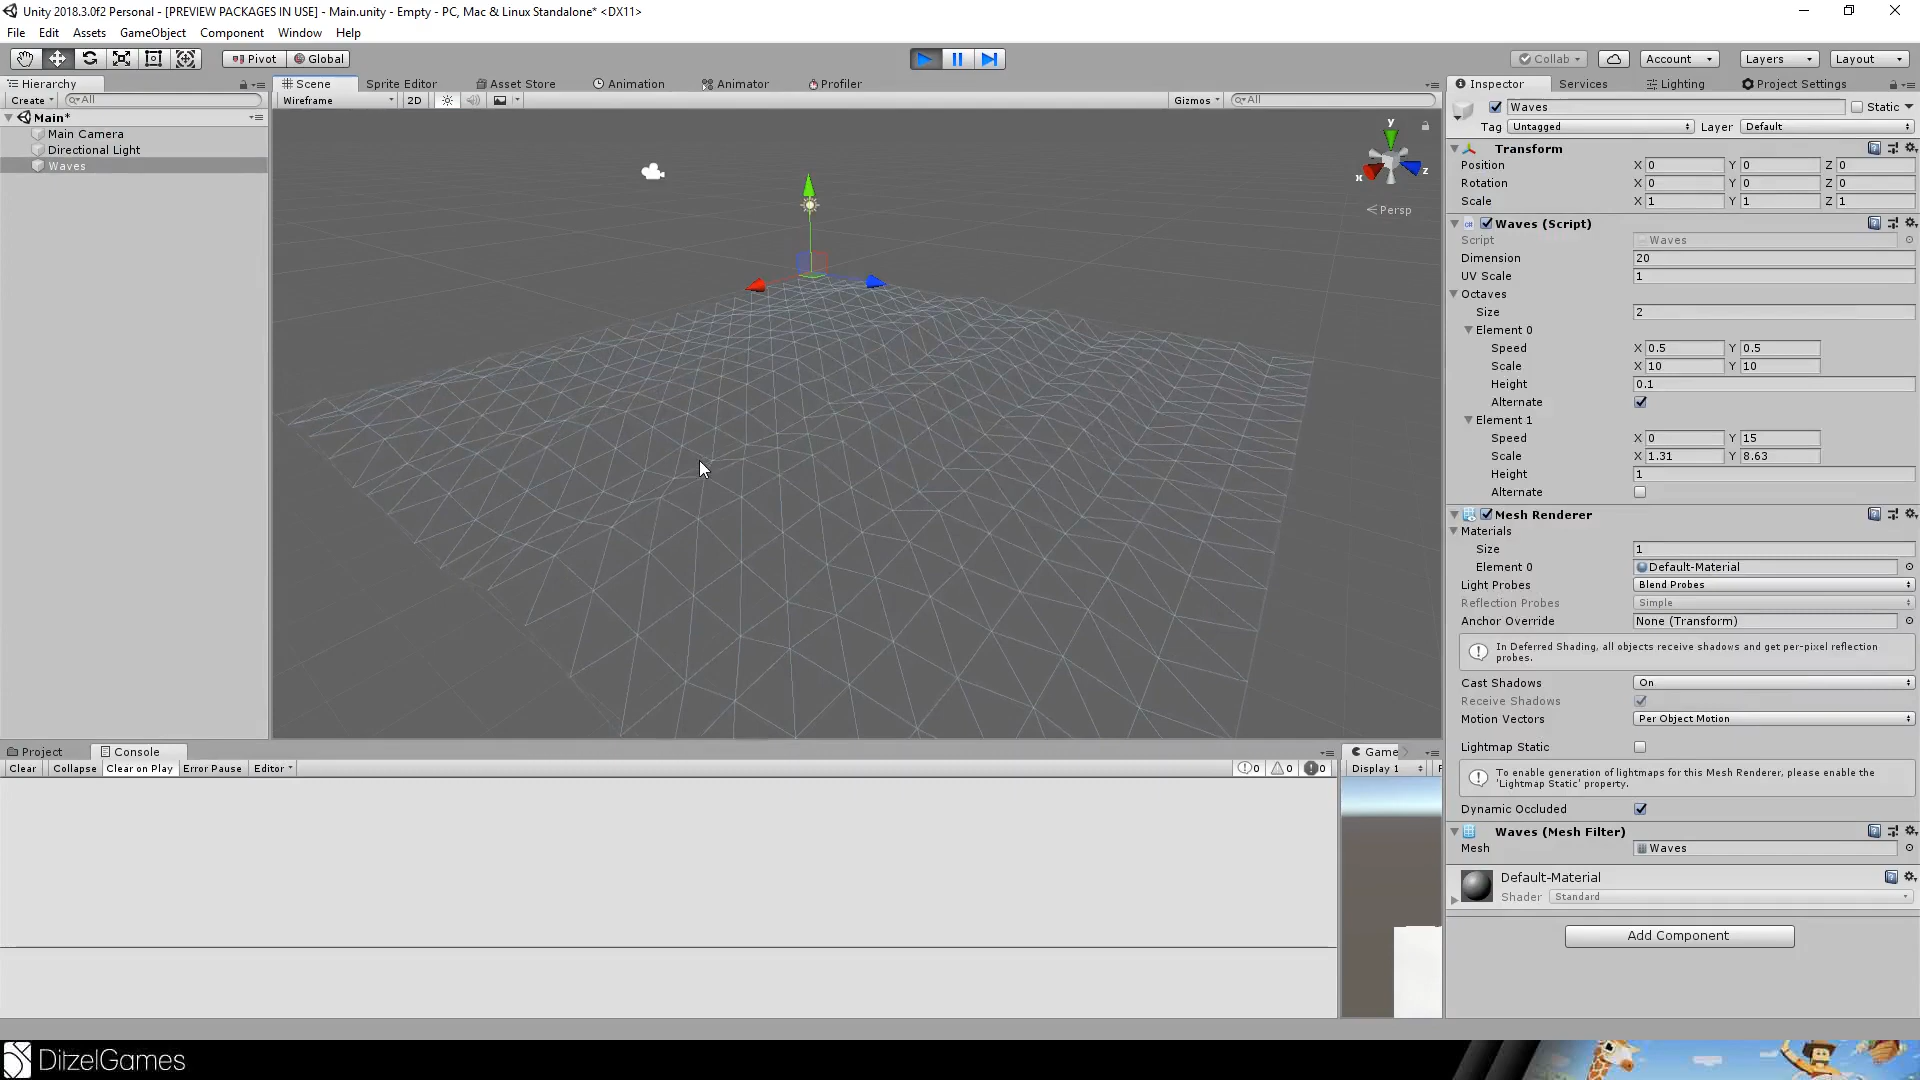 Unity 2018.3.0f2 Personal - [PREVIEW PACKAGES IN USE] - Main.unity - Empty - PC, Mac & Linux Standalone* <DX11>
File Edit Assets GameObject Component Window Help
Pivot Global Collab Account Layers Layout
Hierarchy
Create All
Main*
Main Camera
Directional Light
Waves
Scene Sprite Editor Asset Store Animation Animator Profiler
Wireframe 2D Gizmos All
y
x
z
Persp
Project Console
Clear Collapse Clear on Play Error Pause Editor 0 0 0
Game
Display 1
Inspector Services Lighting Project Settings
Waves Static
Tag Untagged Layer Default
Transform
Position X 0 Y 0 Z 0
Rotation X 0 Y 0 Z 0
Scale X 1 Y 1 Z 1
Waves (Script)
Script Waves
Dimension 20
UV Scale 1
Octaves
Size 2
Element 0
Speed X 0.5 Y 0.5
Scale X 10 Y 10
Height 0.1
Alternate
Element 1
Speed X 0 Y 15
Scale X 1.31 Y 8.63
Height 1
Alternate
Mesh Renderer
Materials
Size 1
Element 0 Default-Material
Light Probes Blend Probes
Reflection Probes Simple
Anchor Override None (Transform)
In Deferred Shading, all objects receive shadows and get per-pixel reflection
probes.
Cast Shadows On
Receive Shadows
Motion Vectors Per Object Motion
Lightmap Static
To enable generation of lightmaps for this Mesh Renderer, please enable the
'Lightmap Static' property.
Dynamic Occluded
Waves (Mesh Filter)
Mesh Waves
Default-Material
Shader Standard
Add Component
DitzelGames